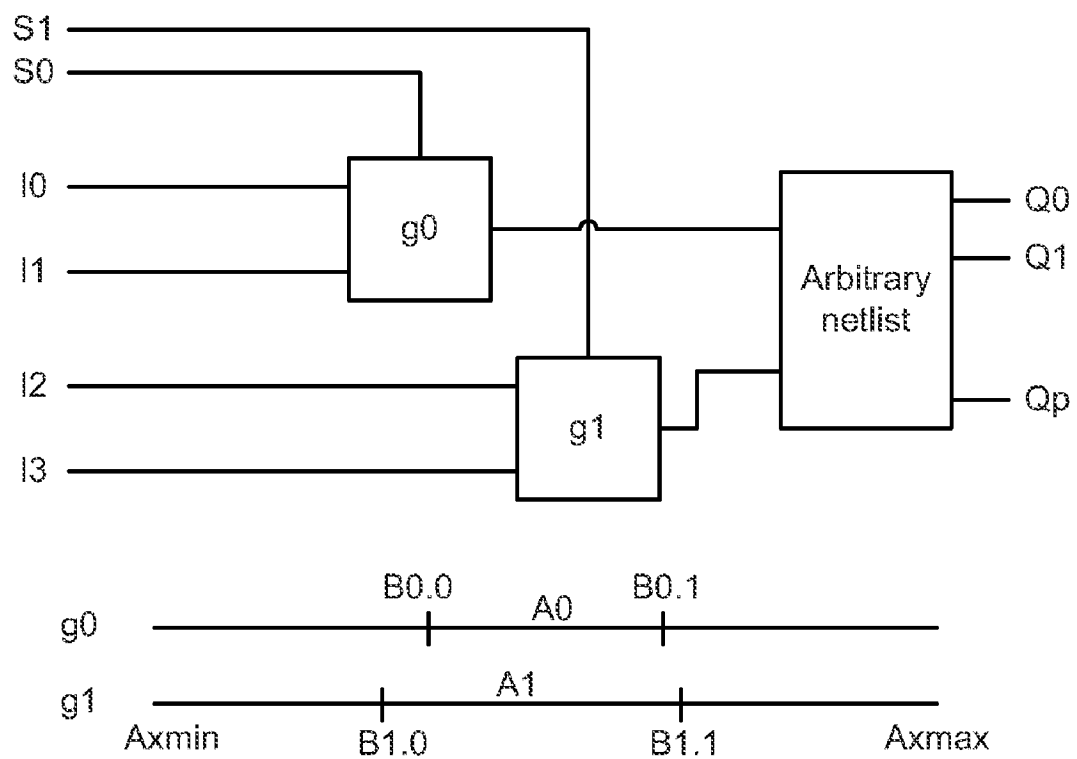 S1
S0
I0
I1
g0
I2
I3
g1
Arbitrary
netlist
Q0
Q1
Qp
B0.0
B0.1
g0
A0
g1
A1
Axmin
B1.0
B1.1
Axmax